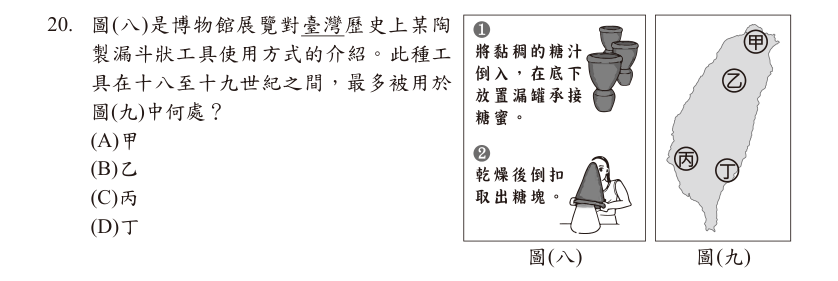 20. 圖(八)是博物館展覽對臺灣歷史上某陶
製漏斗狀工具使用方式的介紹。此種工
具在十八至十九世紀之間，最多被用於
圖(九)中何處？
(A)甲
(B)乙
(C)丙
(D)丁
❶
將黏稠的糖汁
倒入，在底下
放置漏罐承接
糖蜜。
❷
乾燥後倒扣
取出糖塊。
圖(八)
甲
乙
丙
丁
圖(九)